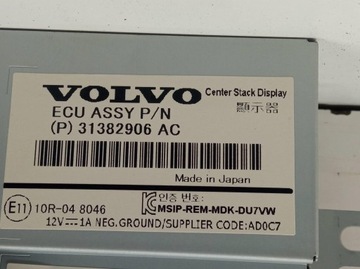 VOLVO Center Stack Display
ECU ASSY P/N 顯示器
(P) 31382906 AC
Made in Japan
E11 10R-04 8046 인증 번호:
MSIP-REM-MDK-DU7VW
12V⎓1A NEG.GROUND/SUPPLIER CODE:AD0C7